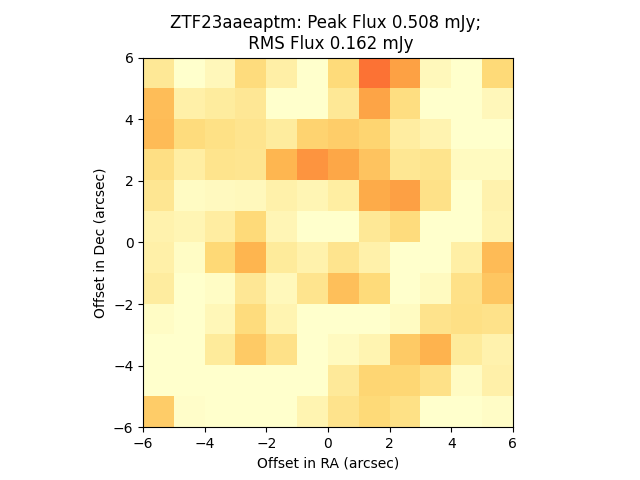 ZTF23aaeaptm: Peak Flux 0.508 mJy;
RMS Flux 0.162 mJy
6
4
2
0
−2
−4
−6
Offset in Dec (arcsec)
−6 −4 −2 0 2 4 6
Offset in RA (arcsec)